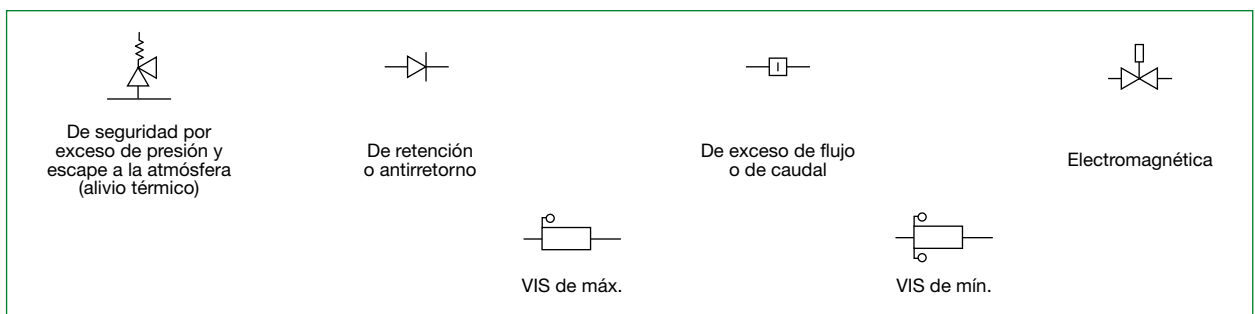 De seguridad por
exceso de presión y
escape a la atmósfera
(alivio térmico)
De retención
o antirretorno
De exceso de flujo
o de caudal
Electromagnética
VIS de máx.
VIS de mín.